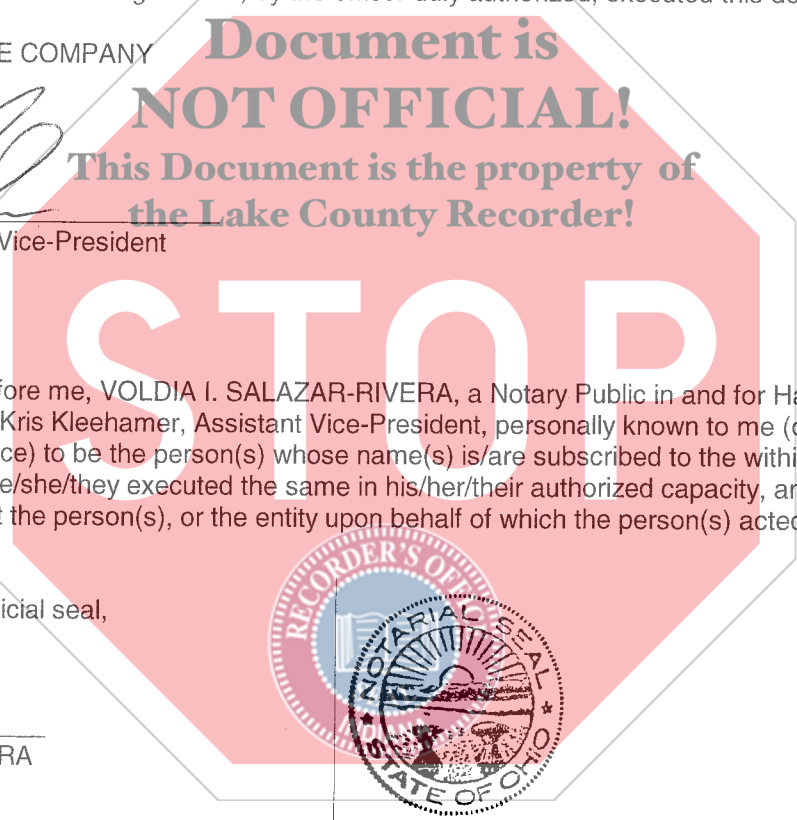 E COMPANY
Document is
NOT OFFICIAL!
This Document is the property of
the Lake County Recorder!
Vice-President
STOP
fore me, VOLDIA I. SALAZAR-RIVERA, a Notary Public in and for Ha
Kris Kleehamer, Assistant Vice-President, personally known to me (
ce) to be the person(s) whose name(s) is/are subscribed to the withi
e/she/they executed the same in his/her/their authorized capacity, an
t the person(s), or the entity upon behalf of which the person(s) acted
RECORDER'S OFFICE
INDIANA
icial seal,
NOTARIAL SEAL
STATE OF OHIO
RA